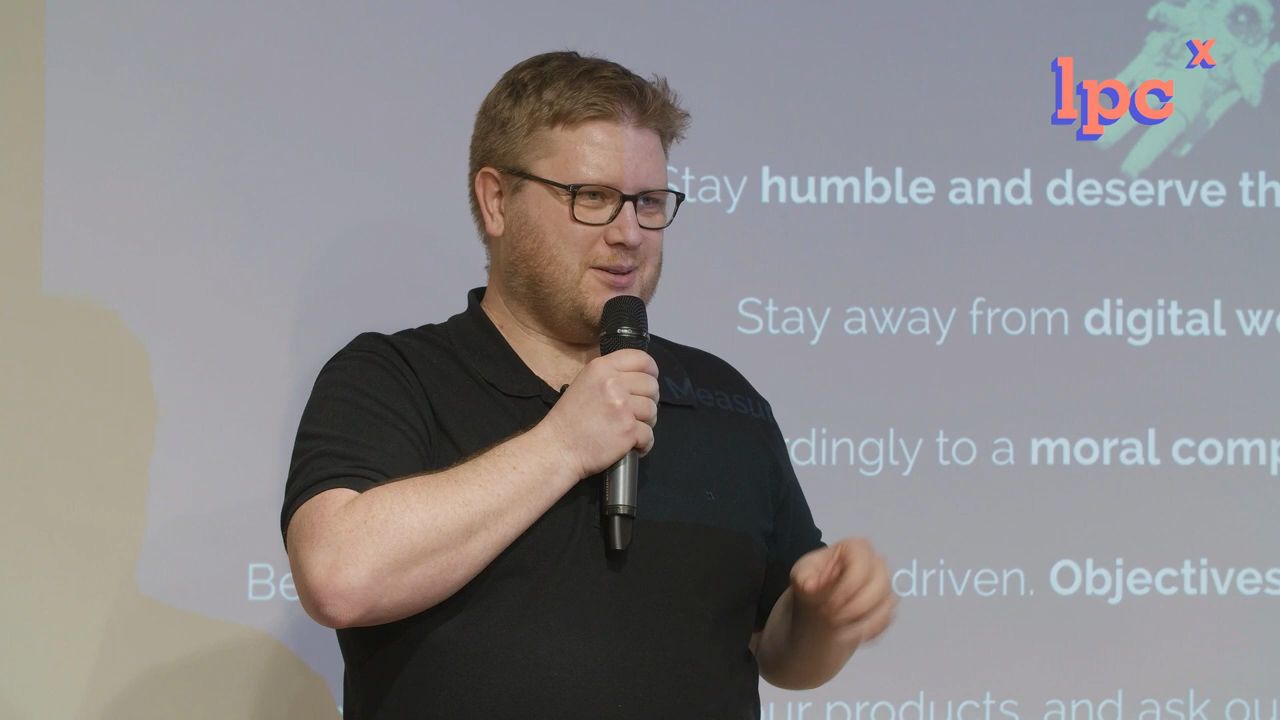 lpc x
Stay humble and deserve th
Stay away from digital w
Measu
rdingly to a moral comp
Be driven. Objectives
ur products, and ask ou